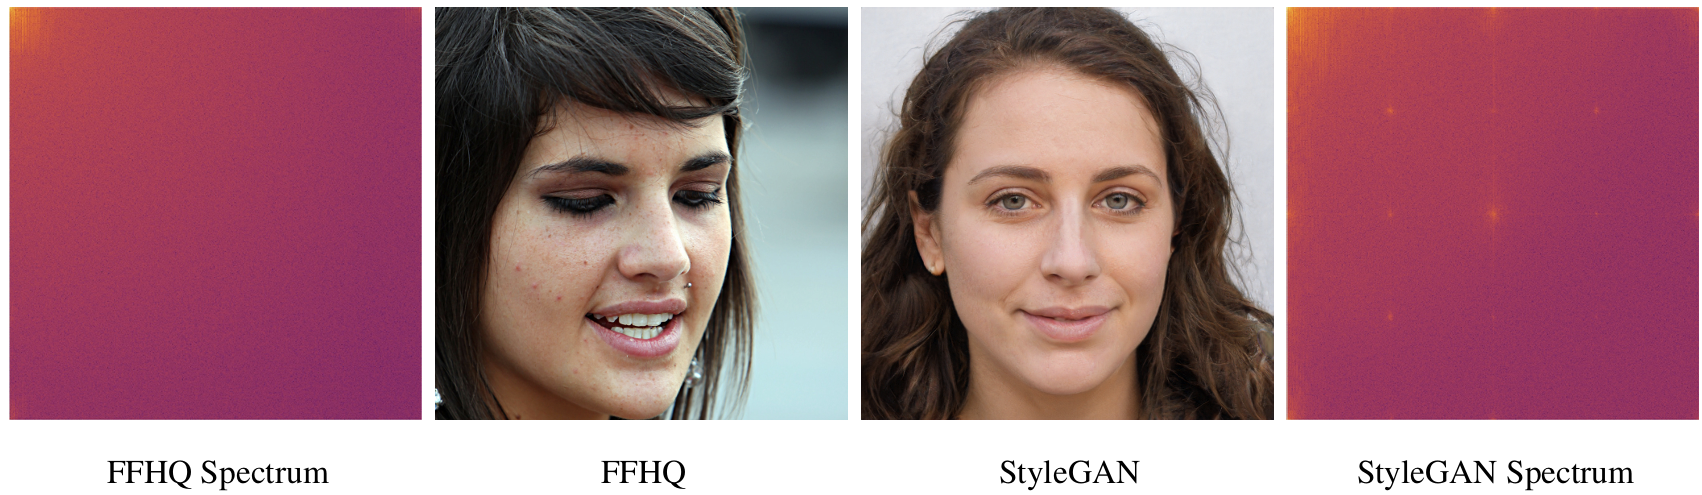 FFHQ Spectrum
FFHQ
StyleGAN
StyleGAN Spectrum